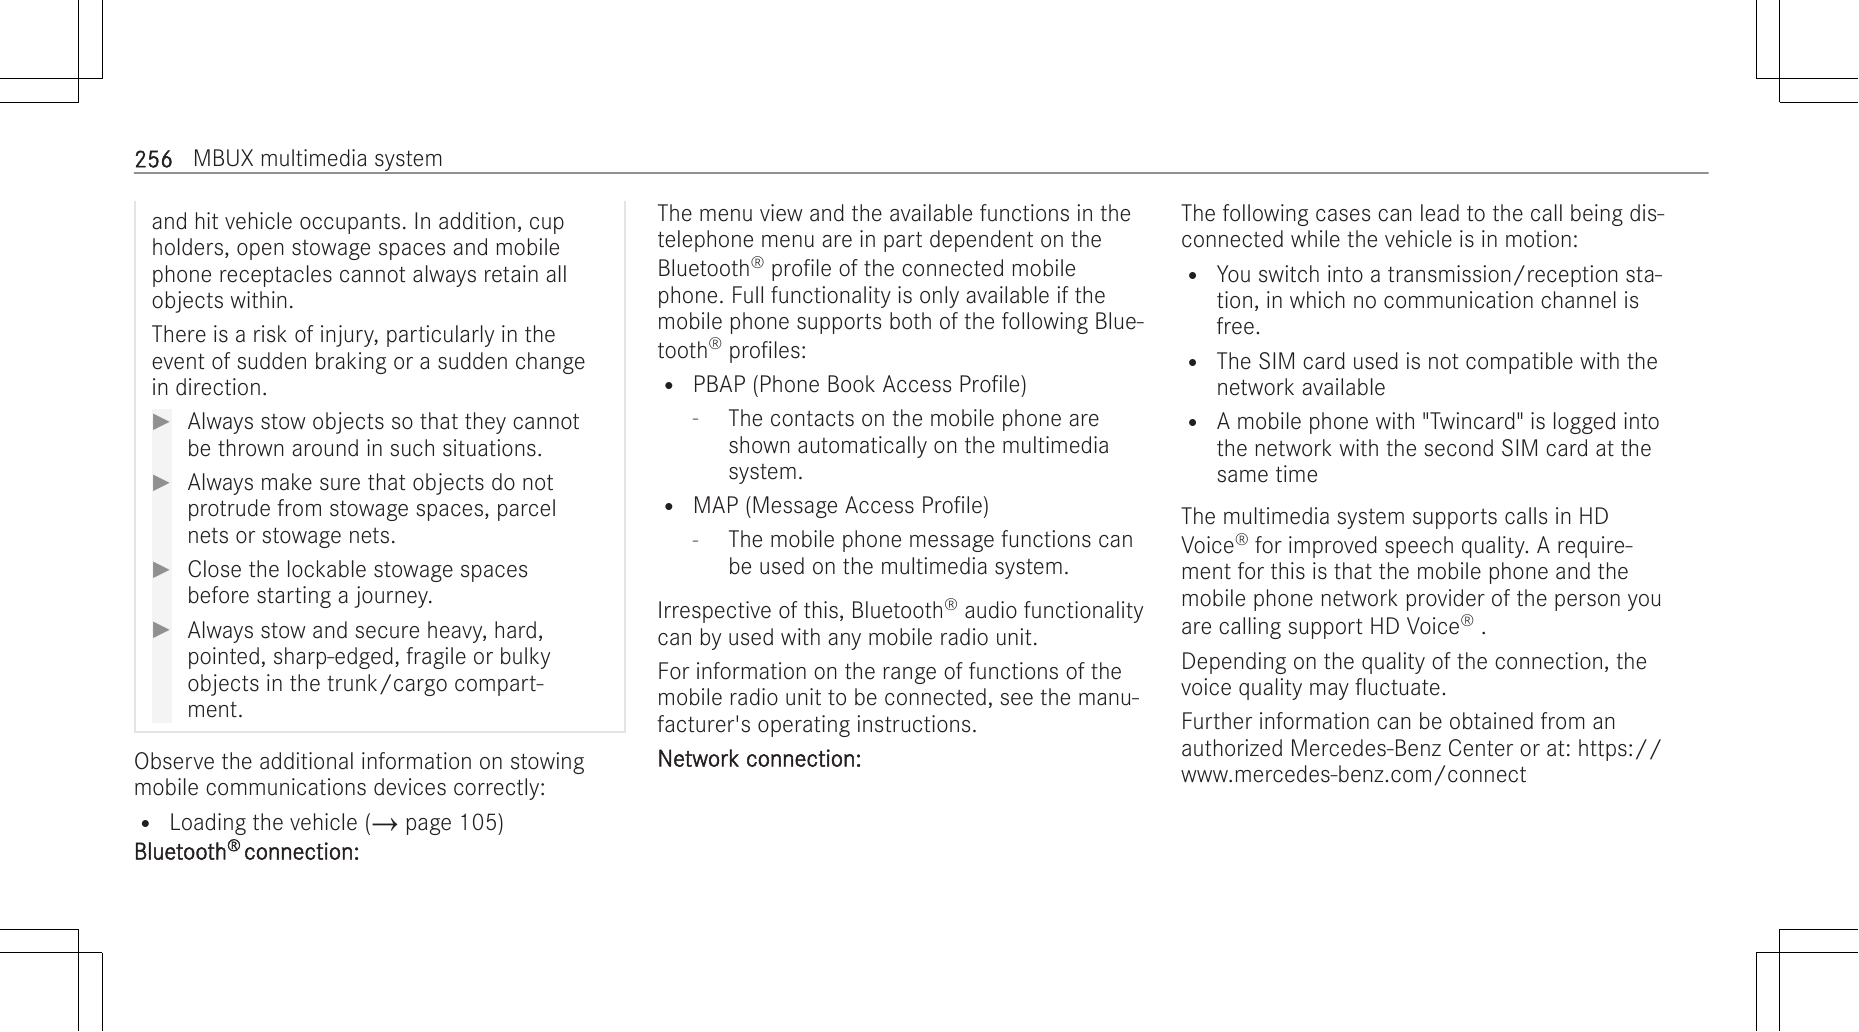 256 MBUX multimedia system
and hit vehicle occupants. In addition, cup
holders, open stowage spaces and mobile
phone receptacles cannot always retain all
objects within.
There is a risk of injury, particularly in the
event of sudden braking or a sudden change
in direction.
▶ Always stow objects so that they cannot
be thrown around in such situations.
▶ Always make sure that objects do not
protrude from stowage spaces, parcel
nets or stowage nets.
▶ Close the lockable stowage spaces
before starting a journey.
▶ Always stow and secure heavy, hard,
pointed, sharp-edged, fragile or bulky
objects in the trunk/cargo compart-
ment.
Observe the additional information on stowing
mobile communications devices correctly:
• Loading the vehicle (→ page 105)
Bluetooth® connection:
The menu view and the available functions in the
telephone menu are in part dependent on the
Bluetooth® profile of the connected mobile
phone. Full functionality is only available if the
mobile phone supports both of the following Blue-
tooth® profiles:
• PBAP (Phone Book Access Profile)
- The contacts on the mobile phone are
shown automatically on the multimedia
system.
• MAP (Message Access Profile)
- The mobile phone message functions can
be used on the multimedia system.
Irrespective of this, Bluetooth® audio functionality
can by used with any mobile radio unit.
For information on the range of functions of the
mobile radio unit to be connected, see the manu-
facturer's operating instructions.
Network connection:
The following cases can lead to the call being dis-
connected while the vehicle is in motion:
• You switch into a transmission/reception sta-
tion, in which no communication channel is
free.
• The SIM card used is not compatible with the
network available
• A mobile phone with "Twincard" is logged into
the network with the second SIM card at the
same time
The multimedia system supports calls in HD
Voice® for improved speech quality. A require-
ment for this is that the mobile phone and the
mobile phone network provider of the person you
are calling support HD Voice® .
Depending on the quality of the connection, the
voice quality may fluctuate.
Further information can be obtained from an
authorized Mercedes-Benz Center or at: https://
www.mercedes-benz.com/connect